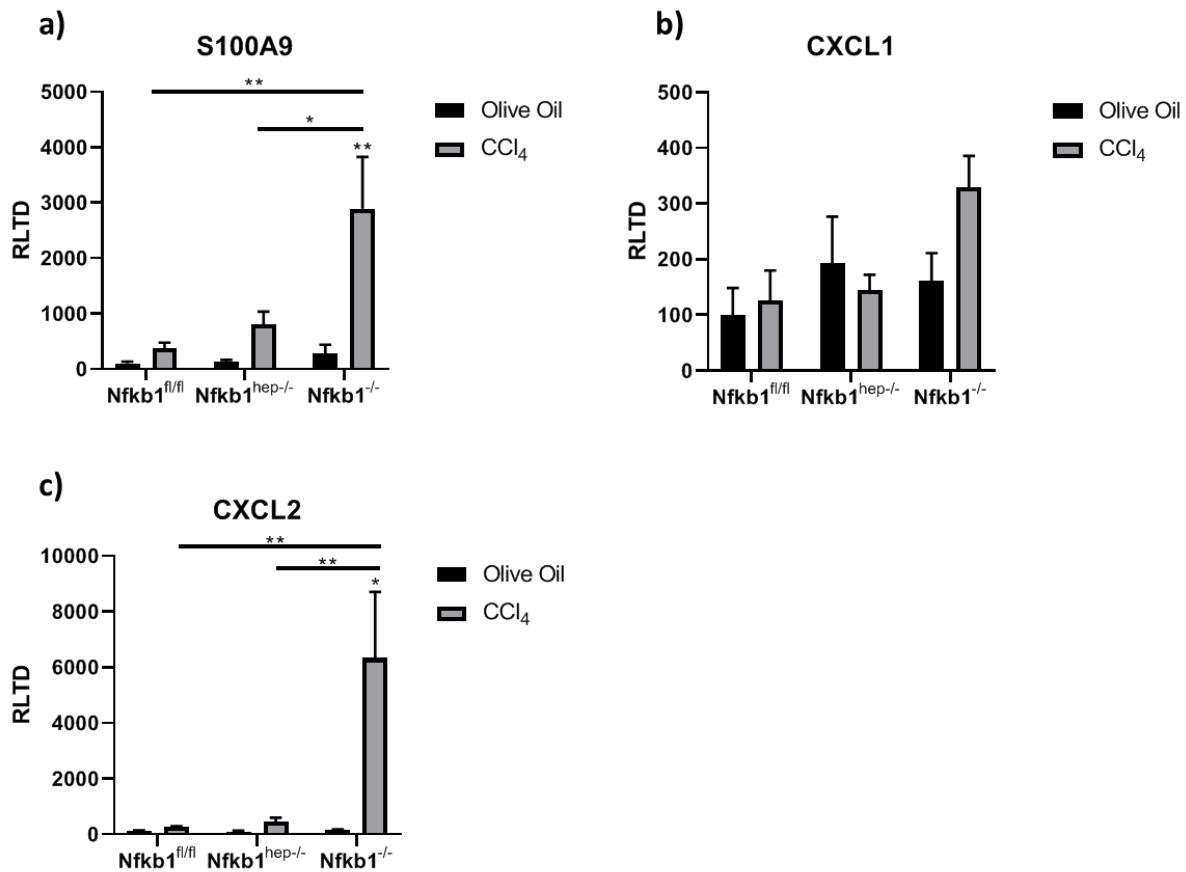 a)
S100A9
**
*
**
5000
4000
3000
2000
1000
0
RLTD
Nfkb1fl/fl
Nfkb1hep-/-
Nfkb1-/-
Olive Oil
CCl4
b)
CXCL1
500
400
300
200
100
0
RLTD
Nfkb1fl/fl
Nfkb1hep-/-
Nfkb1-/-
Olive Oil
CCl4
c)
CXCL2
**
**
*
10000
8000
6000
4000
2000
0
RLTD
Nfkb1fl/fl
Nfkb1hep-/-
Nfkb1-/-
Olive Oil
CCl4